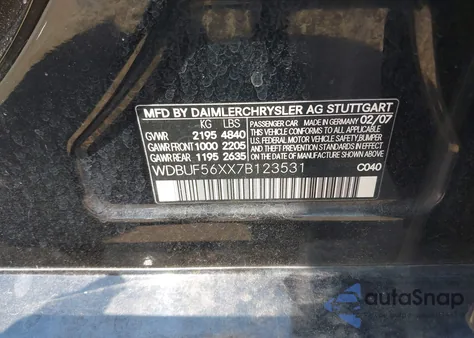 MFD BY DAIMLERCHRYSLER AG STUTTGART
KG LBS
GVWR 2195 4840
GAWR FRONT 1000 2205
GAWR REAR 1195 2635
PASSENGER CAR
MADE IN GERMANY 02/07
THIS VEHICLE CONFORMS TO ALL APPLICABLE
FEDERAL MOTOR VEHICLE SAFETY, BUMPER
AND THEFT PREVENTION STANDARDS IN EFFECT
ON THE DATE OF MANUFACTURE SHOWN ABOVE
WDBUF56XX7B123531
C040
autoSnap